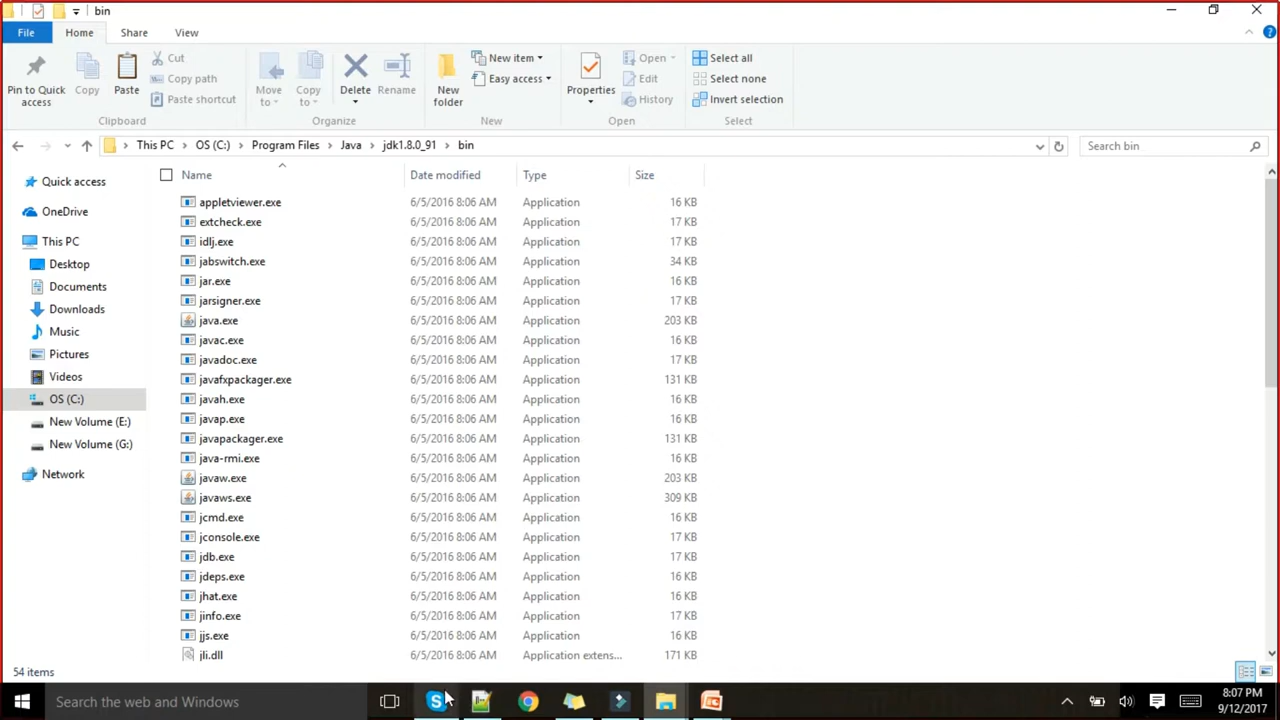 bin
File Home Share View
Pin to Quick access
Copy
Paste
Cut
Copy path
Paste shortcut
Clipboard
Move to
Copy to
Delete
Rename
Organize
New folder
New item
Easy access
New
Properties
Open
Edit
History
Open
Select all
Select none
Invert selection
Select
This PC > OS (C:) > Program Files > Java > jdk1.8.0_91 > bin
Search bin
Quick access
OneDrive
This PC
Desktop
Documents
Downloads
Music
Pictures
Videos
OS (C:)
New Volume (E:)
New Volume (G:)
Network
Name Date modified Type Size
appletviewer.exe 6/5/2016 8:06 AM Application 16 KB
extcheck.exe 6/5/2016 8:06 AM Application 17 KB
idlj.exe 6/5/2016 8:06 AM Application 17 KB
jabswitch.exe 6/5/2016 8:06 AM Application 34 KB
jar.exe 6/5/2016 8:06 AM Application 16 KB
jarsigner.exe 6/5/2016 8:06 AM Application 17 KB
java.exe 6/5/2016 8:06 AM Application 203 KB
javac.exe 6/5/2016 8:06 AM Application 16 KB
javadoc.exe 6/5/2016 8:06 AM Application 17 KB
javafxpackager.exe 6/5/2016 8:06 AM Application 131 KB
javah.exe 6/5/2016 8:06 AM Application 16 KB
javap.exe 6/5/2016 8:06 AM Application 16 KB
javapackager.exe 6/5/2016 8:06 AM Application 131 KB
java-rmi.exe 6/5/2016 8:06 AM Application 16 KB
javaw.exe 6/5/2016 8:06 AM Application 203 KB
javaws.exe 6/5/2016 8:06 AM Application 309 KB
jcmd.exe 6/5/2016 8:06 AM Application 16 KB
jconsole.exe 6/5/2016 8:06 AM Application 17 KB
jdb.exe 6/5/2016 8:06 AM Application 17 KB
jdeps.exe 6/5/2016 8:06 AM Application 16 KB
jhat.exe 6/5/2016 8:06 AM Application 16 KB
jinfo.exe 6/5/2016 8:06 AM Application 17 KB
jjs.exe 6/5/2016 8:06 AM Application 16 KB
jli.dll 6/5/2016 8:06 AM Application extens... 171 KB
54 items
Search the web and Windows
8:07 PM
9/12/2017